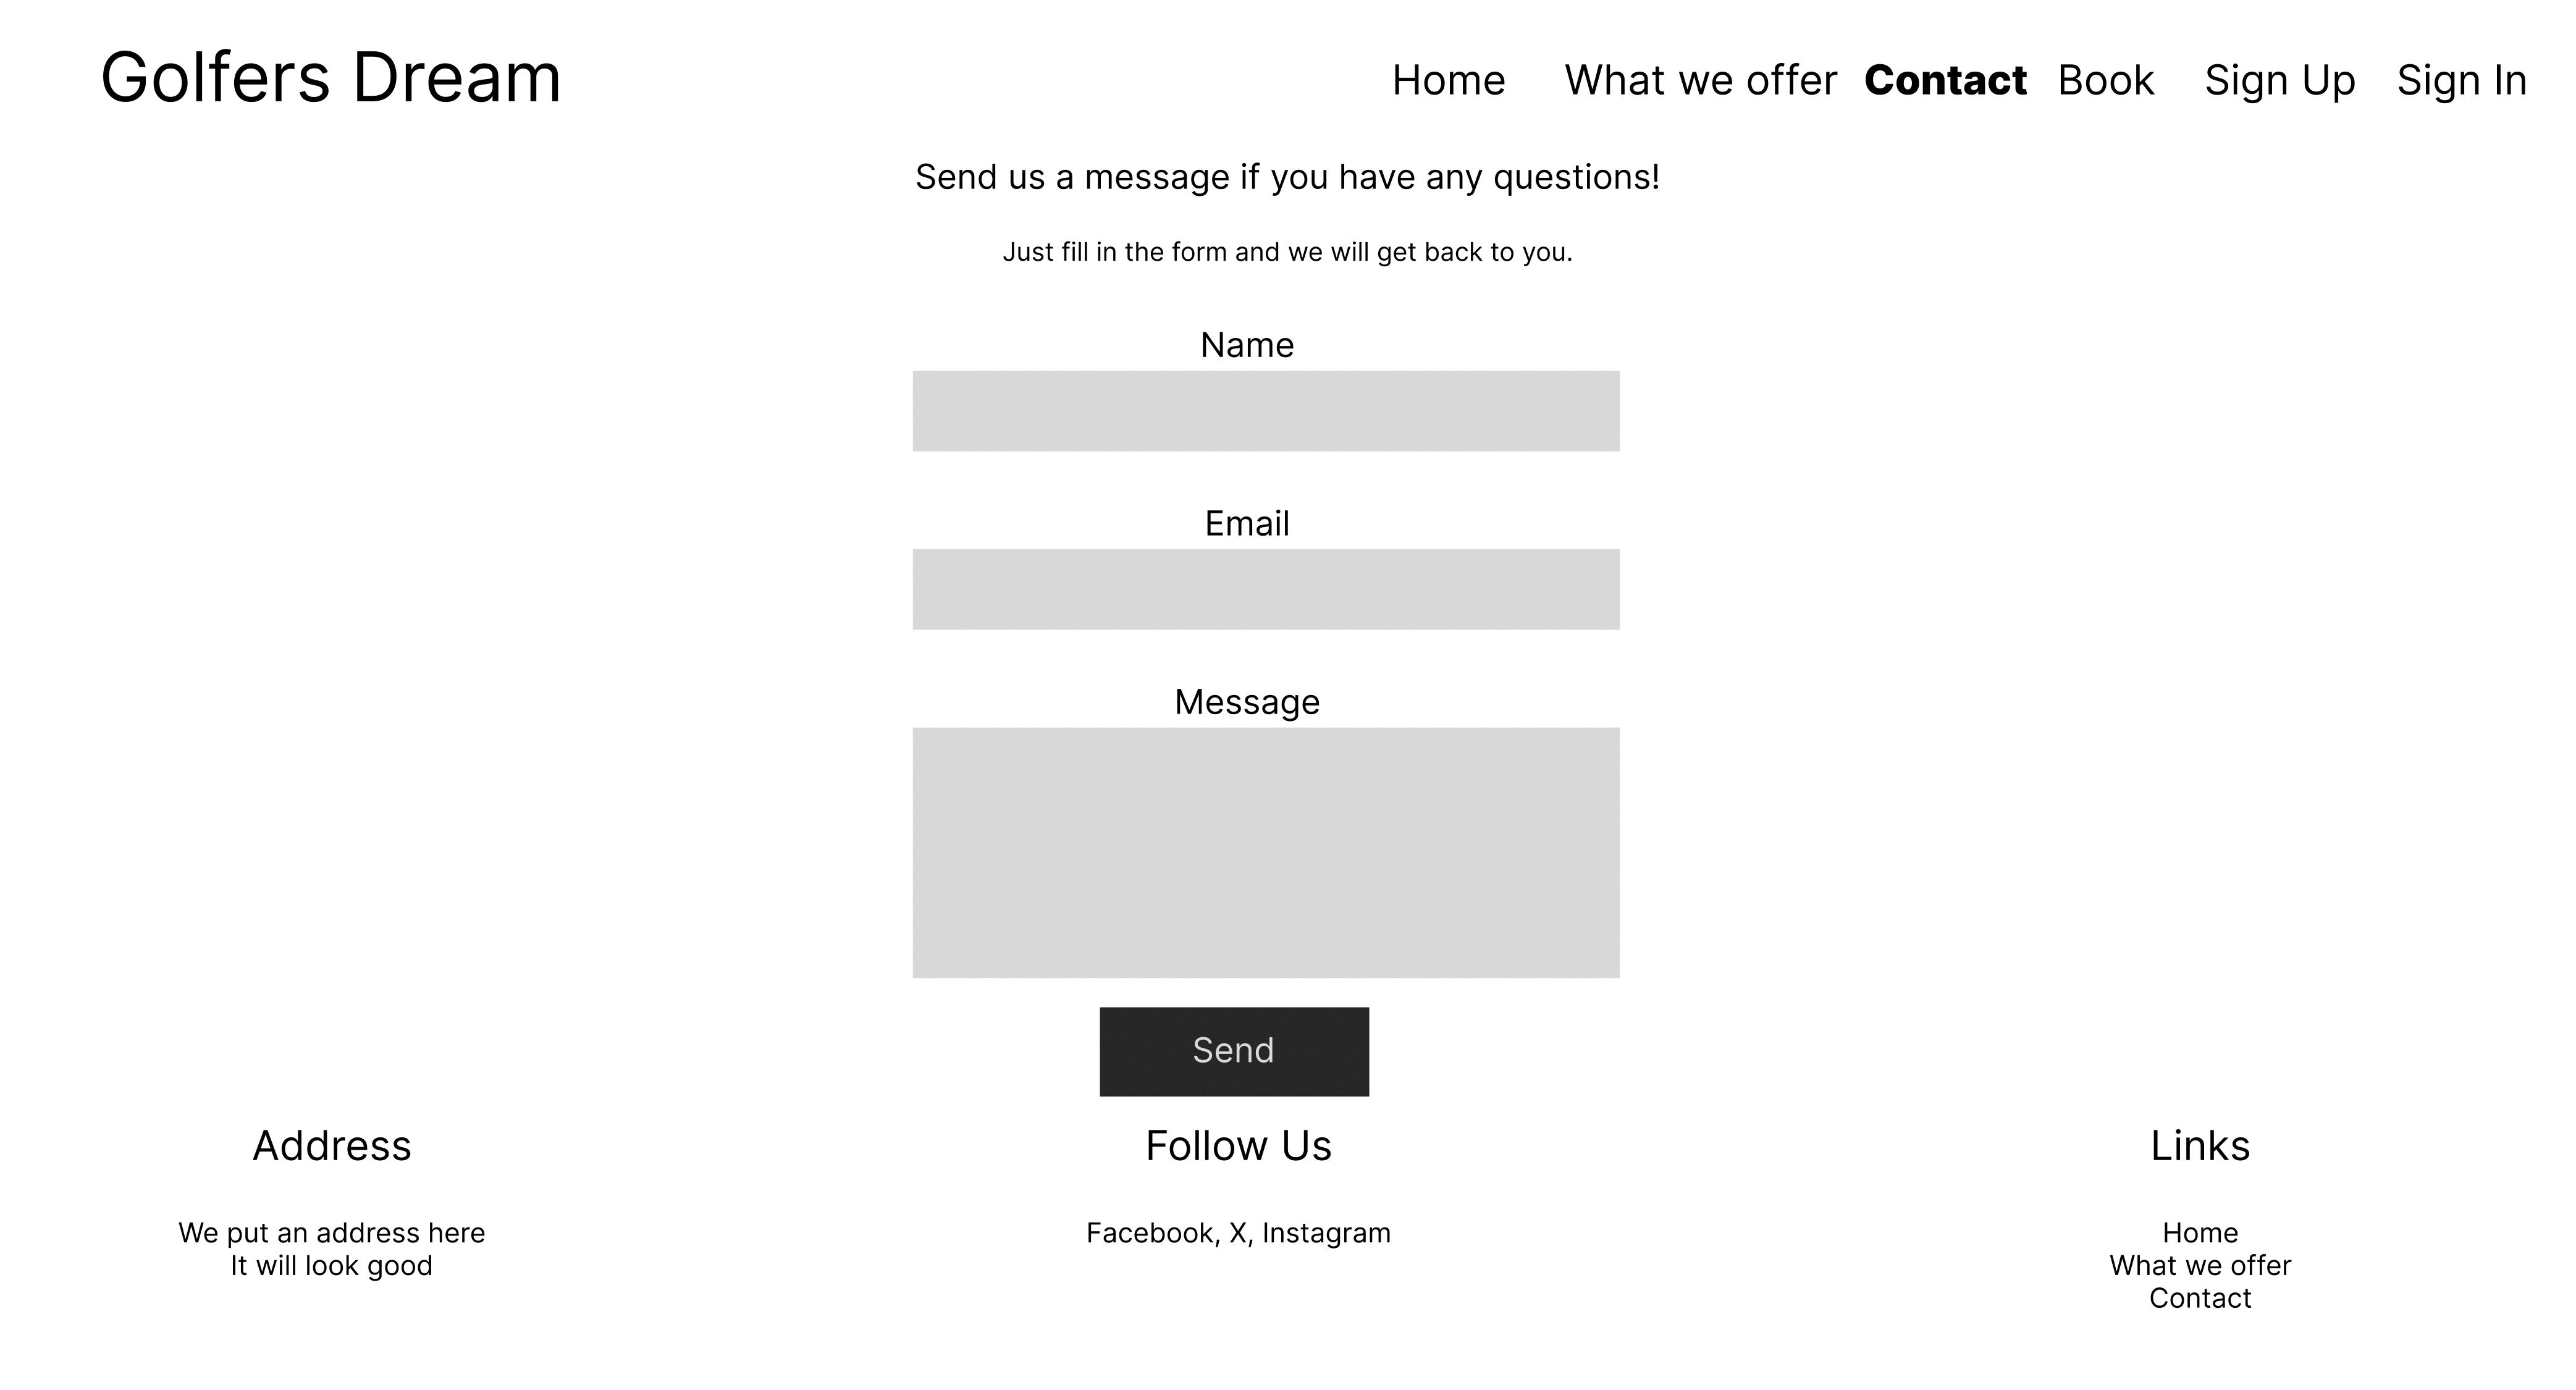 Golfers Dream
Home What we offer Contact Book Sign Up Sign In
Send us a message if you have any questions!
Just fill in the form and we will get back to you.
Name
Email
Message
Send
Address
We put an address here
It will look good
Follow Us
Facebook, X, Instagram
Links
Home
What we offer
Contact